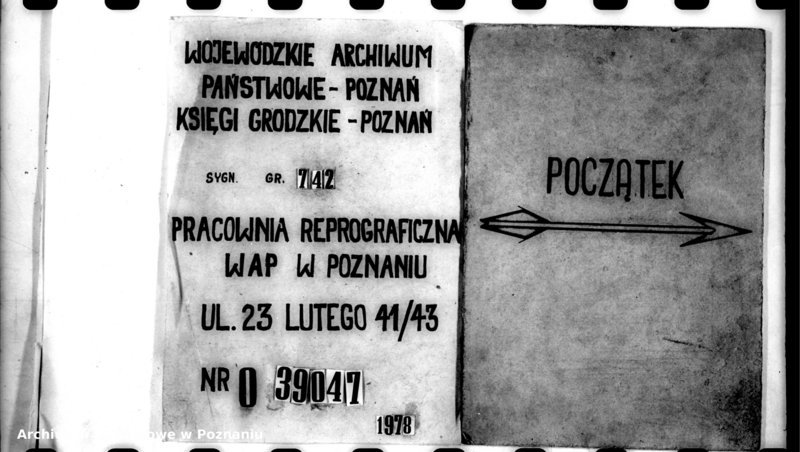 WOJEWÓDZKIE ARCHIWUM
PAŃSTWOWE - POZNAŃ
KSIĘGI GRODZKIE - POZNAŃ
SYGN. GR. 742
PRACOWNIA REPROGRAFICZNA
WAP W POZNANIU
UL. 23 LUTEGO 41/43
NR 0 39047
1978
POCZĄTEK
w Poznaniu